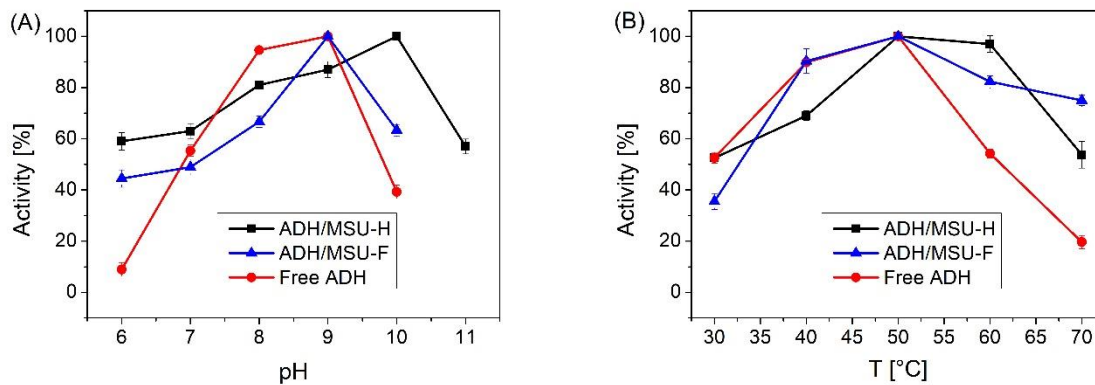 (A)
Activity [%]
100
80
60
40
20
0
ADH/MSU-H
ADH/MSU-F
Free ADH
6 7 8 9 10 11
pH
(B)
Activity [%]
100
80
60
40
20
0
ADH/MSU-H
ADH/MSU-F
Free ADH
30 35 40 45 50 55 60 65 70
T [°C]